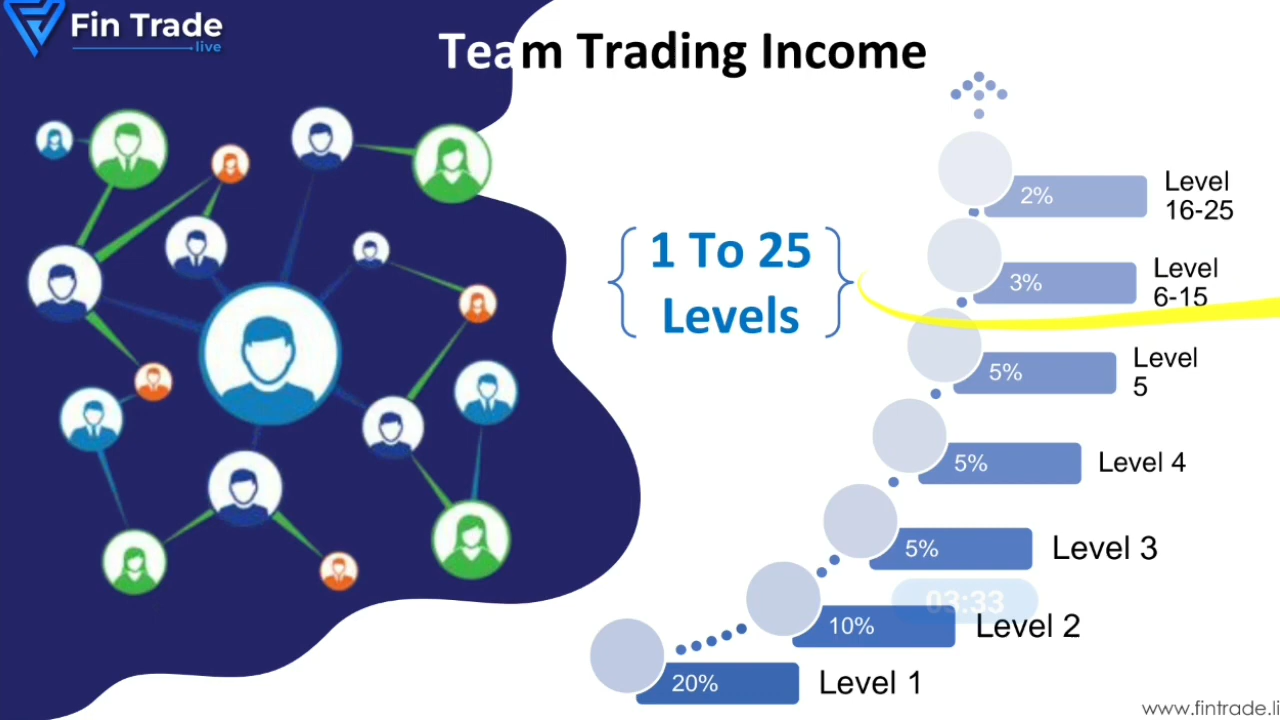 Fin Trade
live
Team Trading Income
1 To 25
Levels
2%
Level
16-25
3%
Level
6-15
5%
Level
5
5%
Level 4
5%
Level 3
03:33
10%
Level 2
20%
Level 1
www.fintrade.li